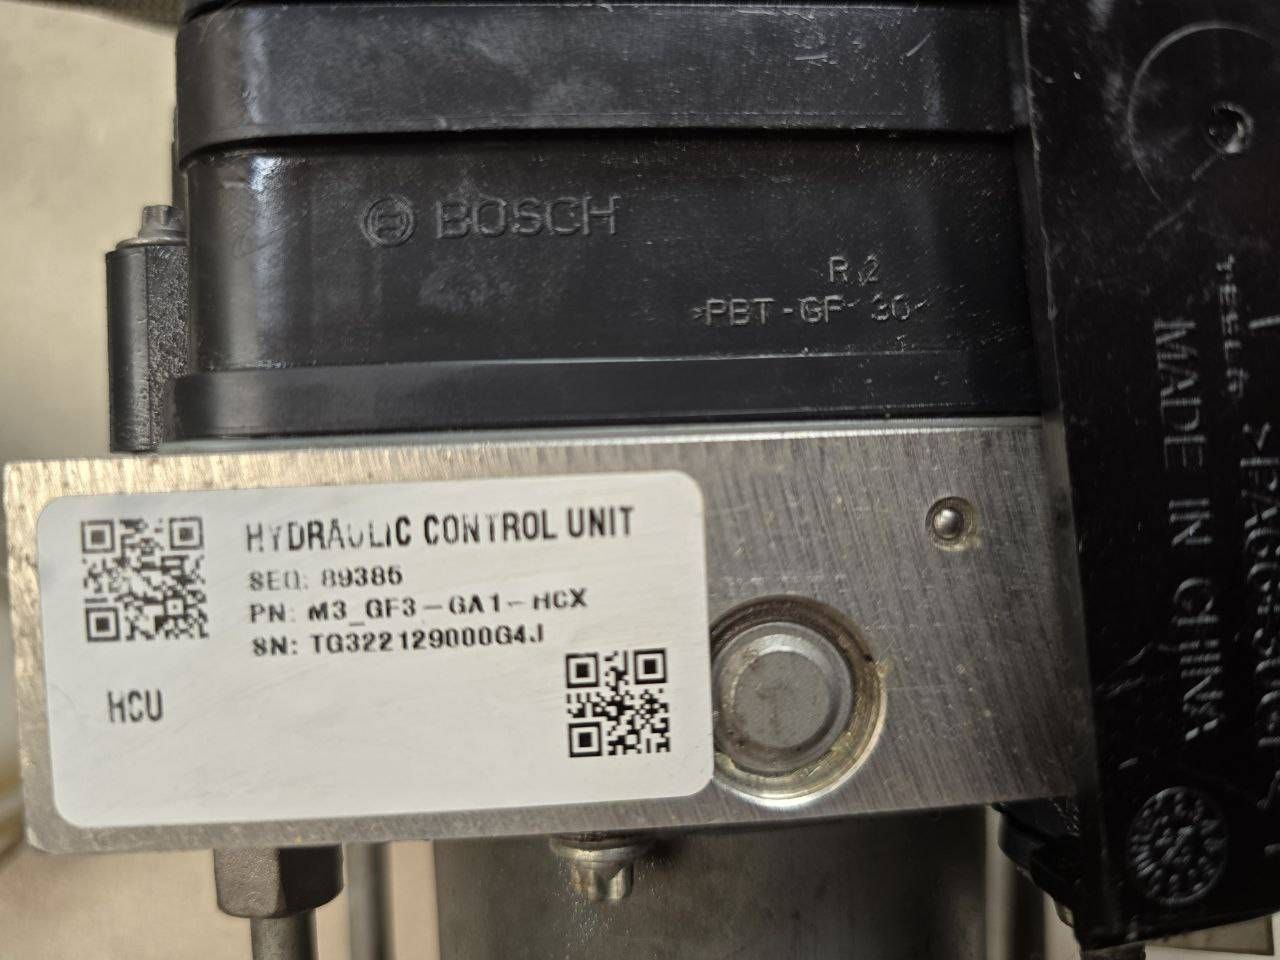 BOSCH
R 2
>PBT-GF 30<
HYDRAULIC CONTROL UNIT
SEQ: 89385
PN: M3_GF3-GA1-HCX
SN: TG322129000G4J
HCU
MADE IN CHINA